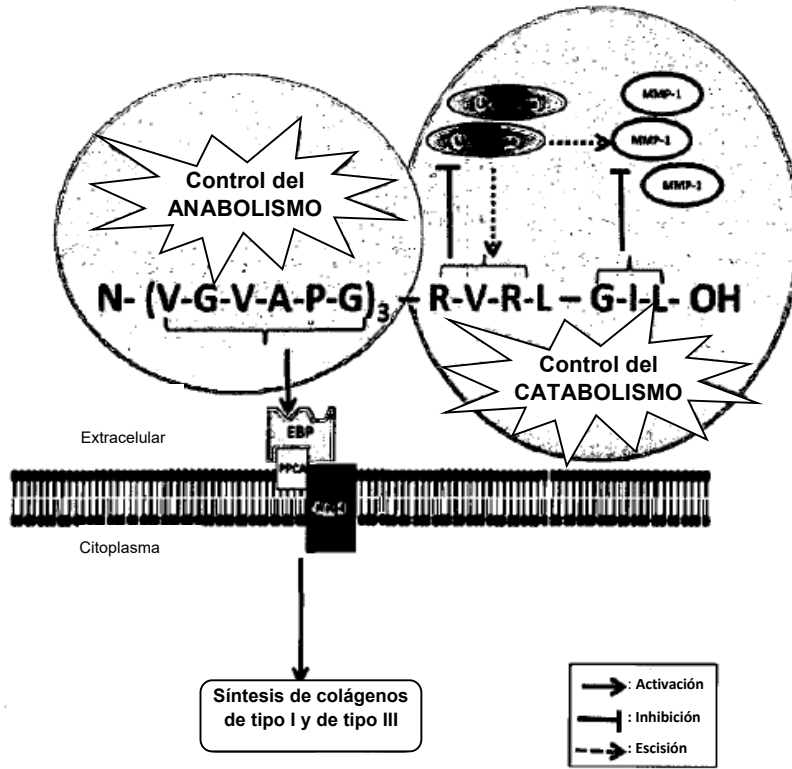 MMP-1
MMP-1
MMP-1
Control del
ANABOLISMO
N- (V-G-V-A-P-G)3 – R-V-R-L – G-I-L- OH
Control del
CATABOLISMO
Extracelular
EBP
PPCA
Citoplasma
Síntesis de colágenos
de tipo I y de tipo III
: Activación
: Inhibición
: Escisión